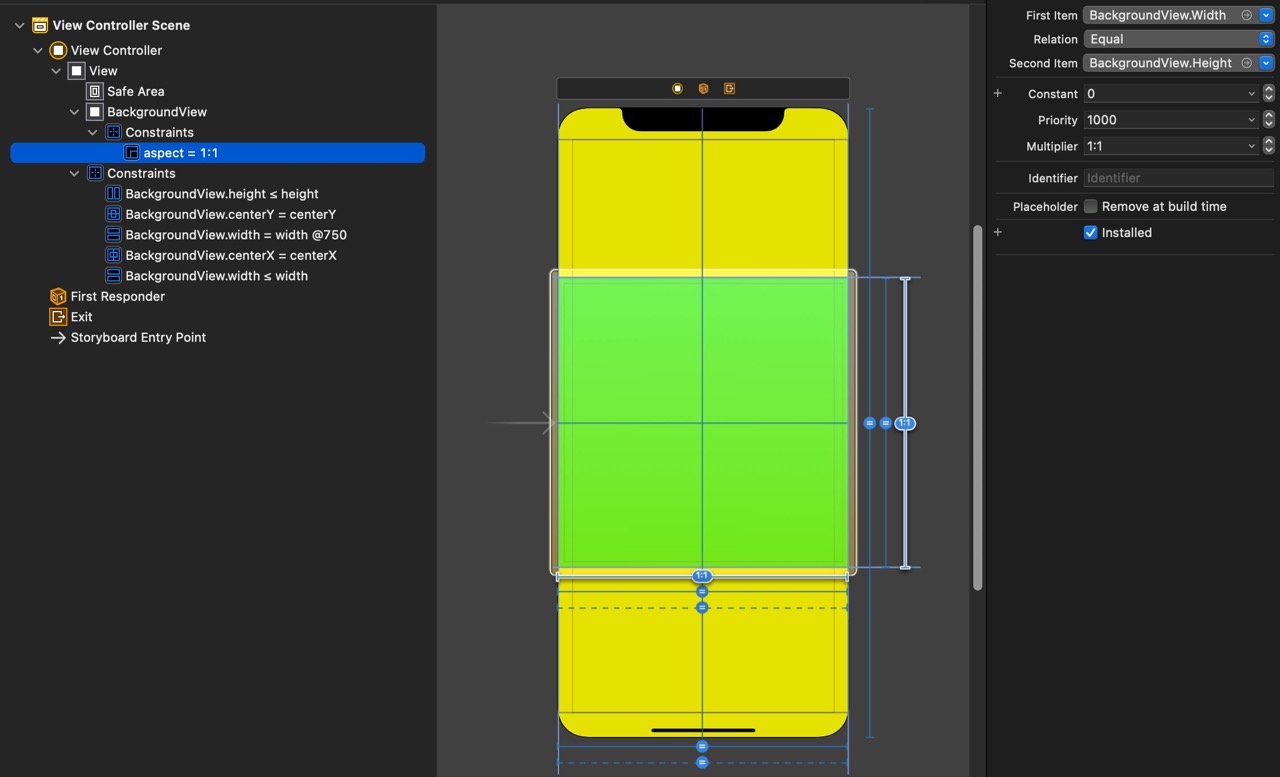 View Controller Scene
View Controller
View
Safe Area
BackgroundView
Constraints
aspect = 1:1
Constraints
BackgroundView.height ≤ height
BackgroundView.centerY = centerY
BackgroundView.width = width @750
BackgroundView.centerX = centerX
BackgroundView.width ≤ width
First Responder
Exit
Storyboard Entry Point
1:1
1:1
First Item BackgroundView.Width
Relation Equal
Second Item BackgroundView.Height
Constant 0
Priority 1000
Multiplier 1:1
Identifier Identifier
Placeholder Remove at build time
Installed